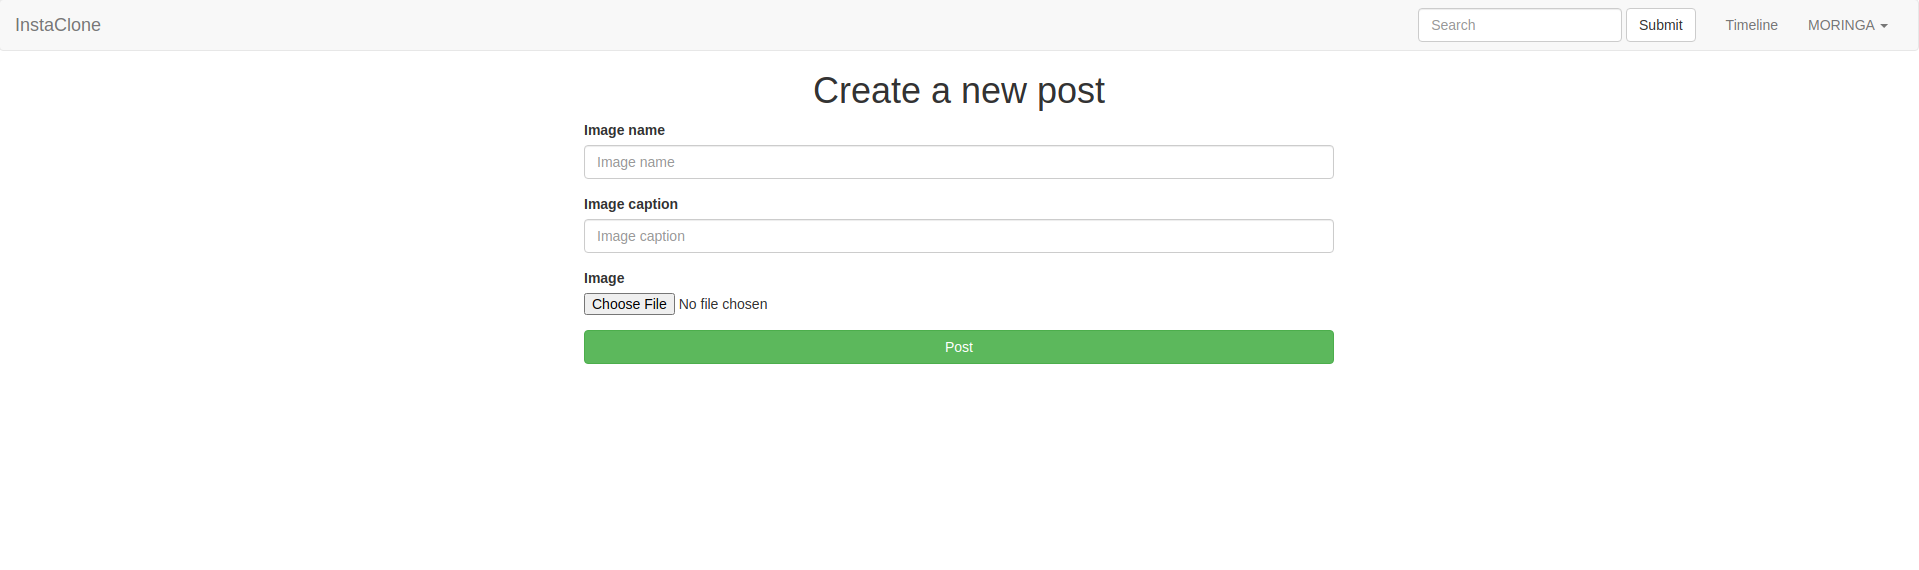 InstaClone Search Submit Timeline MORINGA
Create a new post
Image name
Image name
Image caption
Image caption
Image
Choose File No file chosen
Post